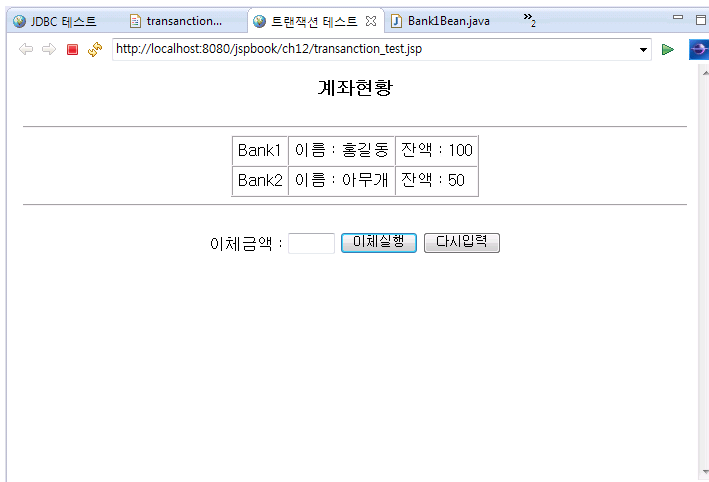 JDBC 테스트 transanction... 트랜잭션 테스트 Bank1Bean.java »2
http://localhost:8080/jspbook/ch12/transanction_test.jsp
계좌현황
Bank1 이름 : 홍길동 잔액 : 100
Bank2 이름 : 아무개 잔액 : 50
이체금액 : 이체실행 다시입력